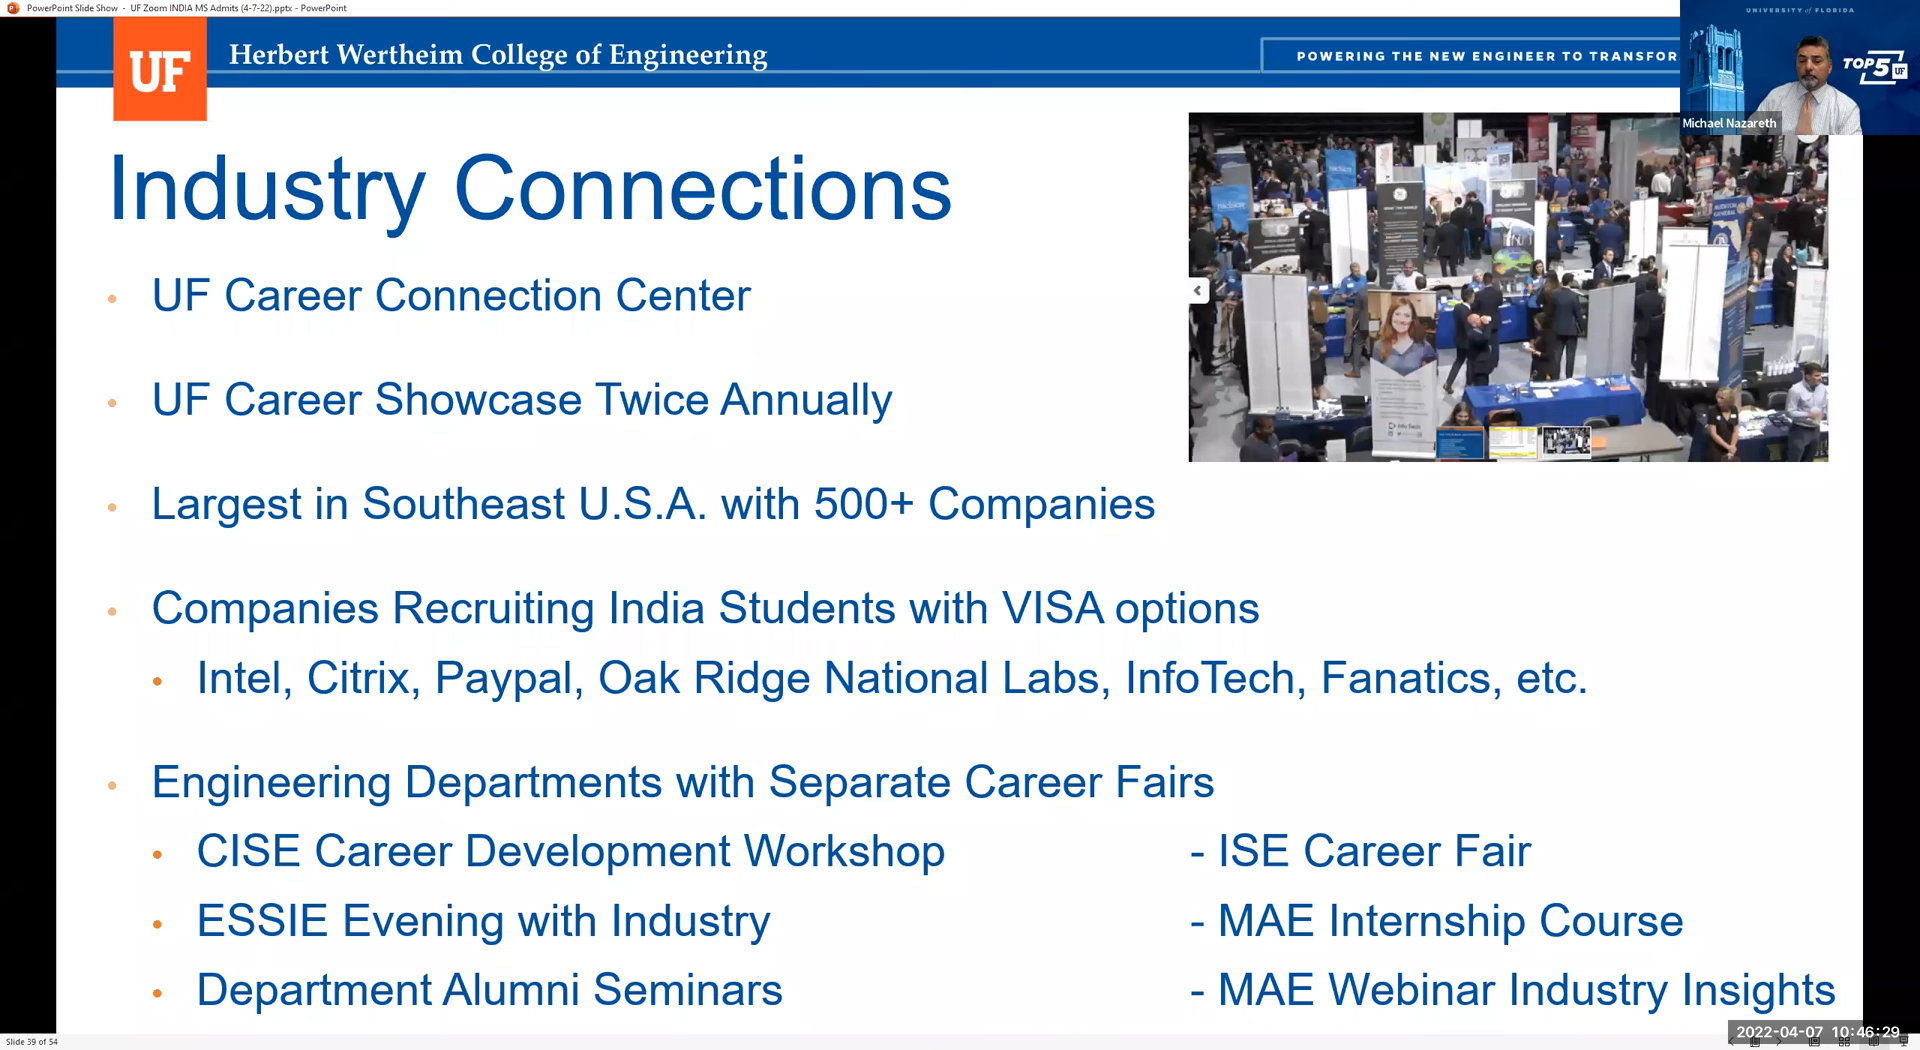 PowerPoint Slide Show - UF Zoom INDIA MS Admits (4-7-22).pptx - PowerPoint
UF Herbert Wertheim College of Engineering
POWERING THE NEW ENGINEER TO TRANSFOR
UNIVERSITY of FLORIDA
TOP5 UF
Michael Nazareth
Industry Connections
• UF Career Connection Center
• UF Career Showcase Twice Annually
• Largest in Southeast U.S.A. with 500+ Companies
• Companies Recruiting India Students with VISA options
• Intel, Citrix, Paypal, Oak Ridge National Labs, InfoTech, Fanatics, etc.
• Engineering Departments with Separate Career Fairs
• CISE Career Development Workshop - ISE Career Fair
• ESSIE Evening with Industry - MAE Internship Course
• Department Alumni Seminars - MAE Webinar Industry Insights
Slide 39 of 54
2022-04-07 10:46:29